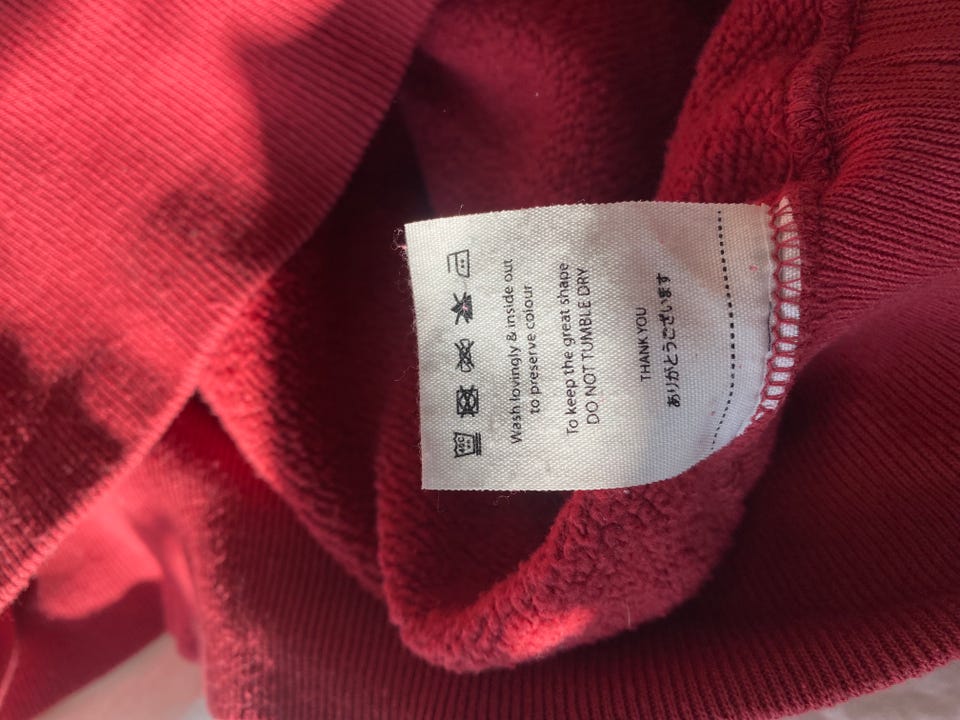 Wash lovingly & inside out
to preserve colour
To keep the great shape
DO NOT TUMBLE DRY
THANK YOU
ありがとうございます